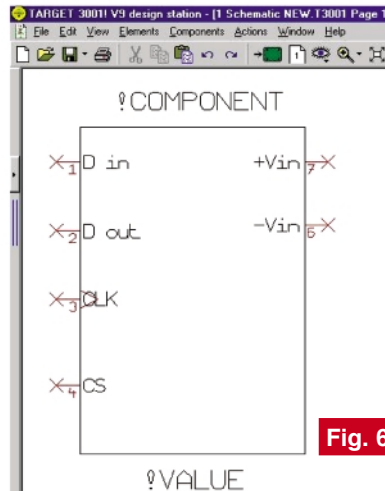 TARGET 3001! V9 design station - [1 Schematic NEW.T3001 Page 1
File Edit View Elements Components Actions Window Help
!COMPONENT
1 D in +Vin 7
2 D out -Vin 6
3 CLK
4 CS
Fig. 6
!VALUE